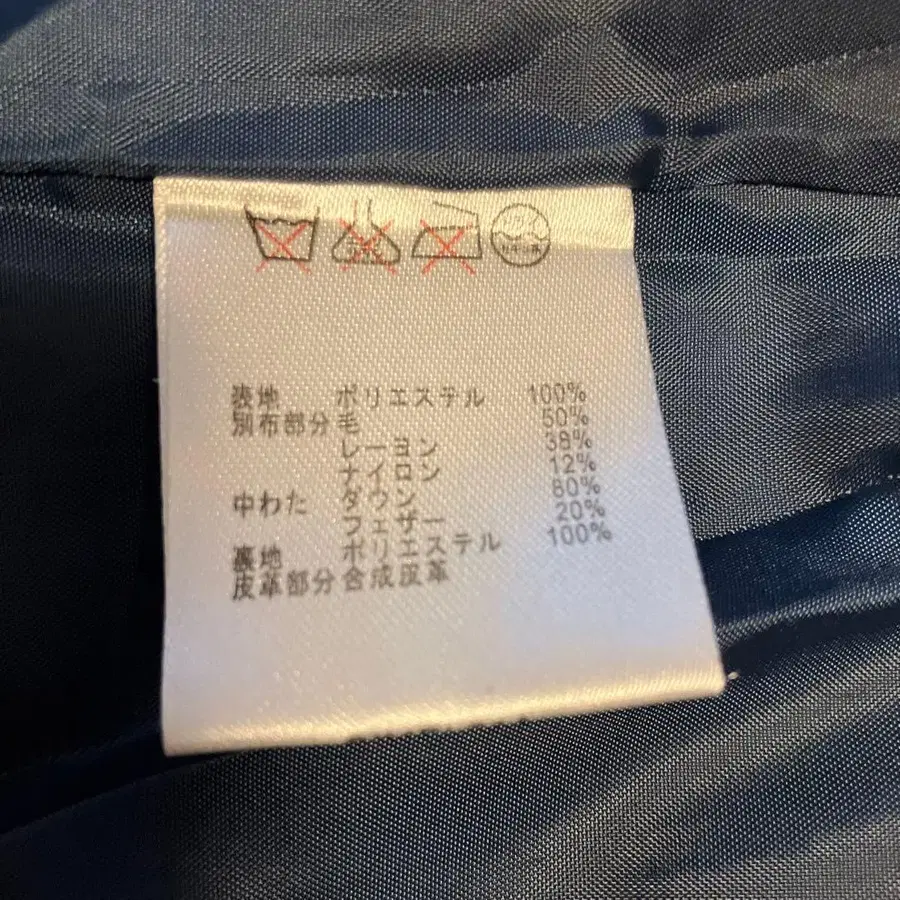 表地 ポリエステル 100%
別布部分 毛 50%
レーヨン 38%
ナイロン 12%
中わた ダウン 80%
フェザー 20%
裏地 ポリエステル 100%
皮革部分 合成皮革